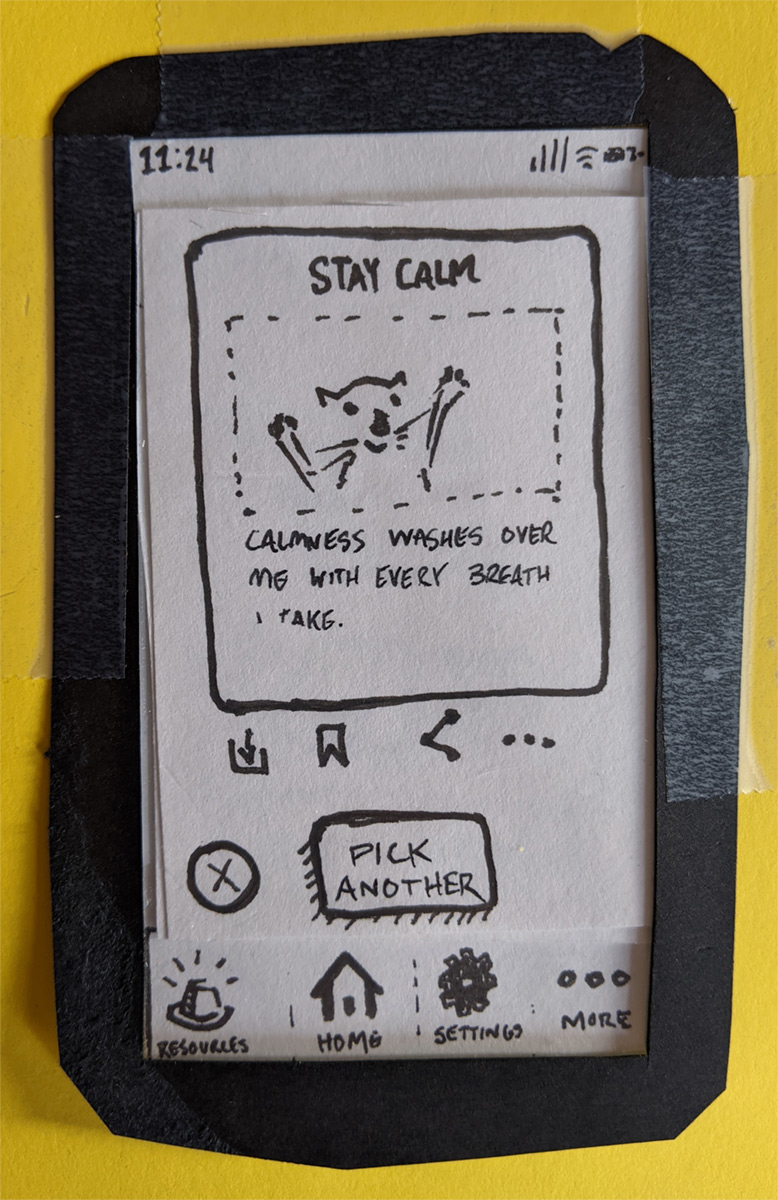 11:24
STAY CALM
CALMNESS WASHES OVER
ME WITH EVERY BREATH
I TAKE.
X
PICK
ANOTHER
RESOURCES
HOME
SETTINGS
MORE